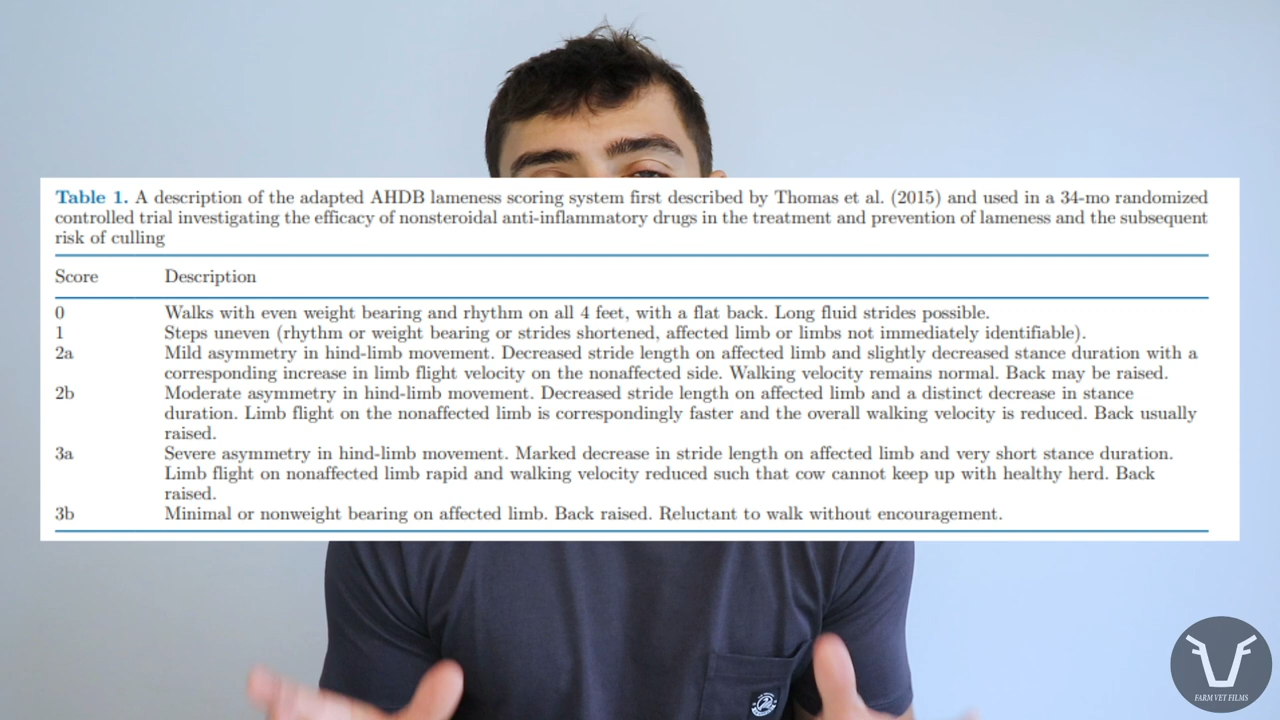 Table 1. A description of the adapted AHDB lameness scoring system first described by Thomas et al. (2015) and used in a 34-mo randomized
controlled trial investigating the efficacy of nonsteroidal anti-inflammatory drugs in the treatment and prevention of lameness and the subsequent
risk of culling
Score Description
0 Walks with even weight bearing and rhythm on all 4 feet, with a flat back. Long fluid strides possible.
1 Steps uneven (rhythm or weight bearing or strides shortened, affected limb or limbs not immediately identifiable).
2a Mild asymmetry in hind-limb movement. Decreased stride length on affected limb and slightly decreased stance duration with a
corresponding increase in limb flight velocity on the nonaffected side. Walking velocity remains normal. Back may be raised.
2b Moderate asymmetry in hind-limb movement. Decreased stride length on affected limb and a distinct decrease in stance
duration. Limb flight on the nonaffected limb is correspondingly faster and the overall walking velocity is reduced. Back usually
raised.
3a Severe asymmetry in hind-limb movement. Marked decrease in stride length on affected limb and very short stance duration.
Limb flight on nonaffected limb rapid and walking velocity reduced such that cow cannot keep up with healthy herd. Back
raised.
3b Minimal or nonweight bearing on affected limb. Back raised. Reluctant to walk without encouragement.
FARM VET FILMS